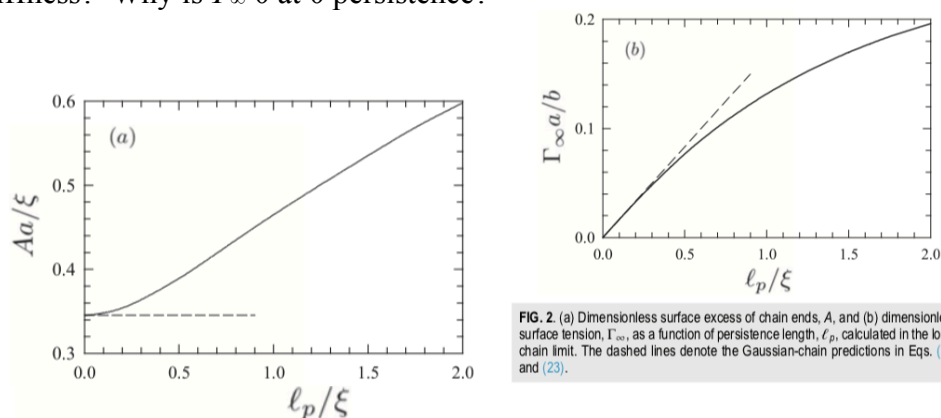 Why is Γ∞ 0 at 0 persistence?
(a)
0.6
0.5
0.4
0.3
Aa/ξ
0.0 0.5 1.0 1.5 2.0
ℓp/ξ
(b)
0.2
0.1
0.0
Γ∞a/b
0.0 0.5 1.0 1.5 2.0
ℓp/ξ
FIG. 2. (a) Dimensionless surface excess of chain ends, A, and (b) dimensionle
surface tension, Γ∞, as a function of persistence length, ℓp, calculated in the lo
chain limit. The dashed lines denote the Gaussian-chain predictions in Eqs. (
and (23).